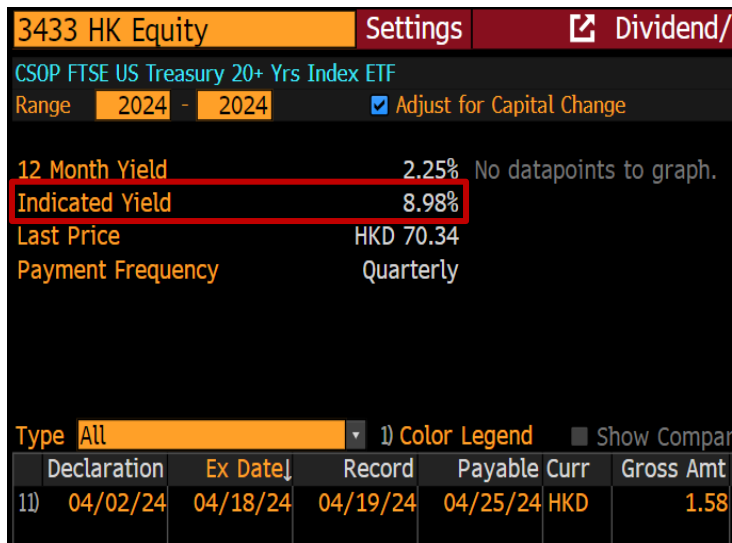 3433 HK Equity Settings Dividend/
CSOP FTSE US Treasury 20+ Yrs Index ETF
Range 2024 - 2024 Adjust for Capital Change
12 Month Yield 2.25% No datapoints to graph.
Indicated Yield 8.98%
Last Price HKD 70.34
Payment Frequency Quarterly
Type All 1) Color Legend Show Compar
Declaration Ex Date↓ Record Payable Curr Gross Amt
11) 04/02/24 04/18/24 04/19/24 04/25/24 HKD 1.58